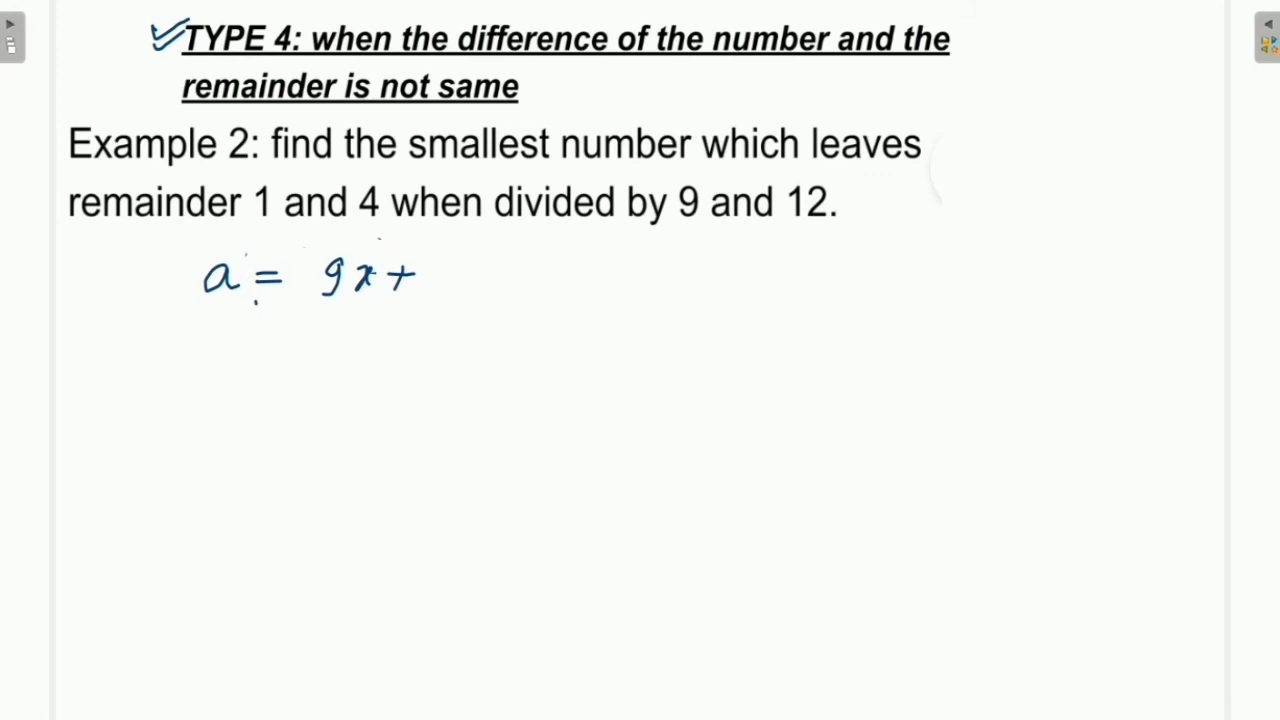 TYPE 4: when the difference of the number and the
remainder is not same
Example 2: find the smallest number which leaves
remainder 1 and 4 when divided by 9 and 12.
a = 9x+